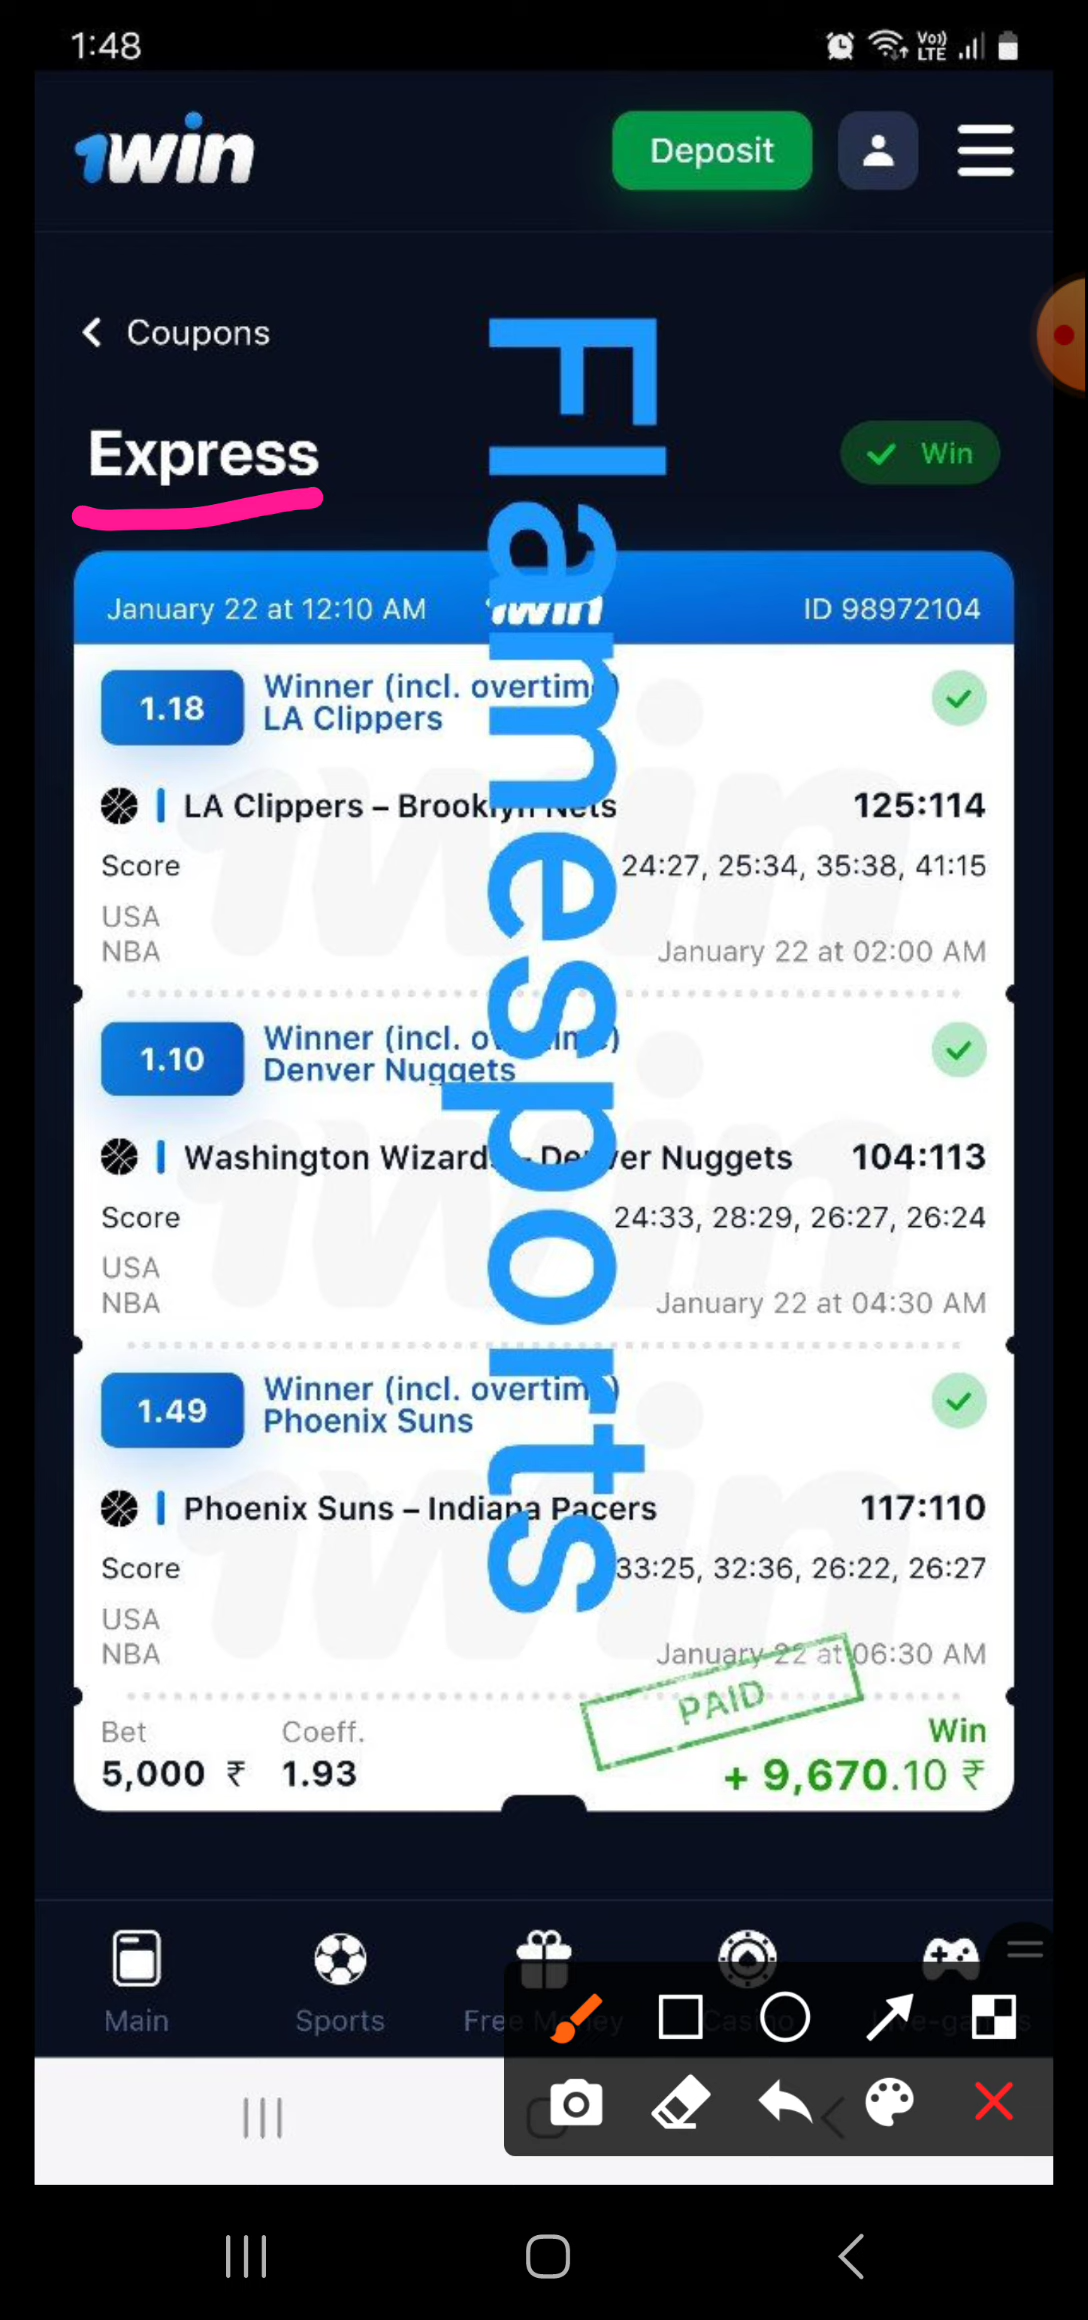 1:48
Vo))
LTE
1win
Deposit
Coupons
Express
Win
January 22 at 12:10 AM
1win
ID 98972104
1.18
Winner (incl. overtime)
LA Clippers
LA Clippers – Brooklyn Nets
125:114
Score
24:27, 25:34, 35:38, 41:15
USA
NBA
January 22 at 02:00 AM
1.10
Winner (incl. overtime)
Denver Nuggets
Washington Wizards – Denver Nuggets
104:113
Score
24:33, 28:29, 26:27, 26:24
USA
NBA
January 22 at 04:30 AM
1.49
Winner (incl. overtime)
Phoenix Suns
Phoenix Suns – Indiana Pacers
117:110
Score
33:25, 32:36, 26:22, 26:27
USA
NBA
January 22 at 06:30 AM
PAID
Bet
Coeff.
Win
5,000 ₹
1.93
+ 9,670.10 ₹
Flamesports
Main
Sports
Free Money
Casino